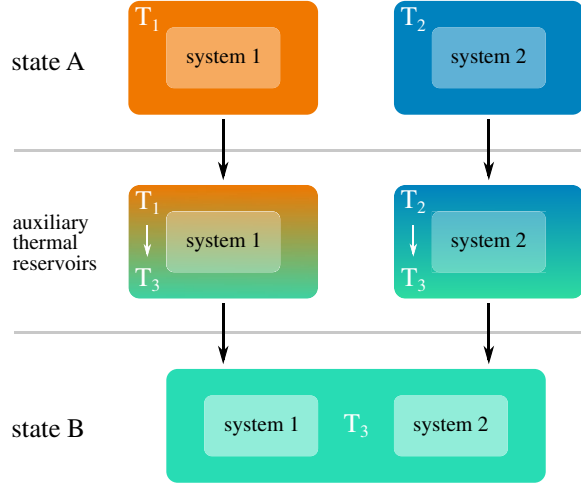 T₁
T₂
state A
system 1
system 2
auxiliary
thermal
reservoirs
T₁
T₂
system 1
system 2
T₃
T₃
state B
system 1
T₃
system 2